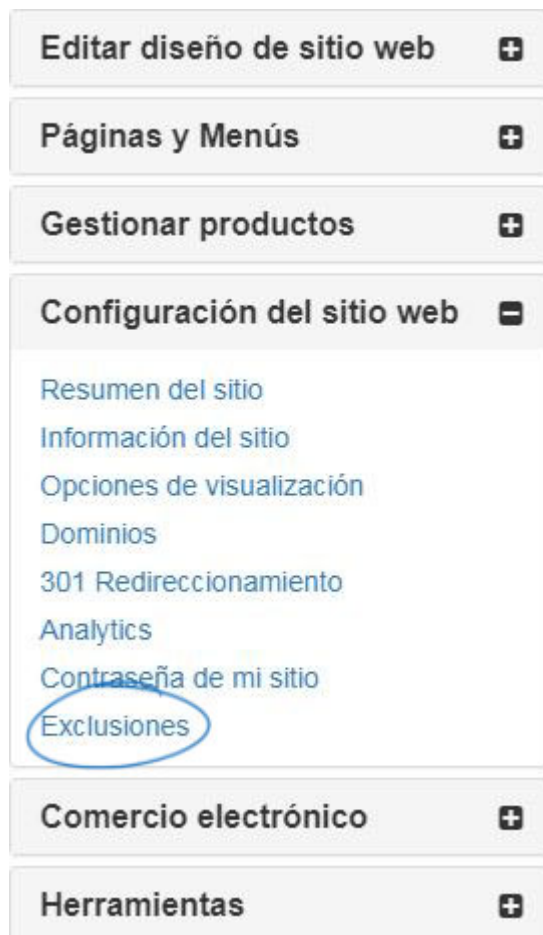 Editar diseño de sitio web
Páginas y Menús
Gestionar productos
Configuración del sitio web
Resumen del sitio
Información del sitio
Opciones de visualización
Dominios
301 Redireccionamiento
Analytics
Contraseña de mi sitio
Exclusiones
Comercio electrónico
Herramientas